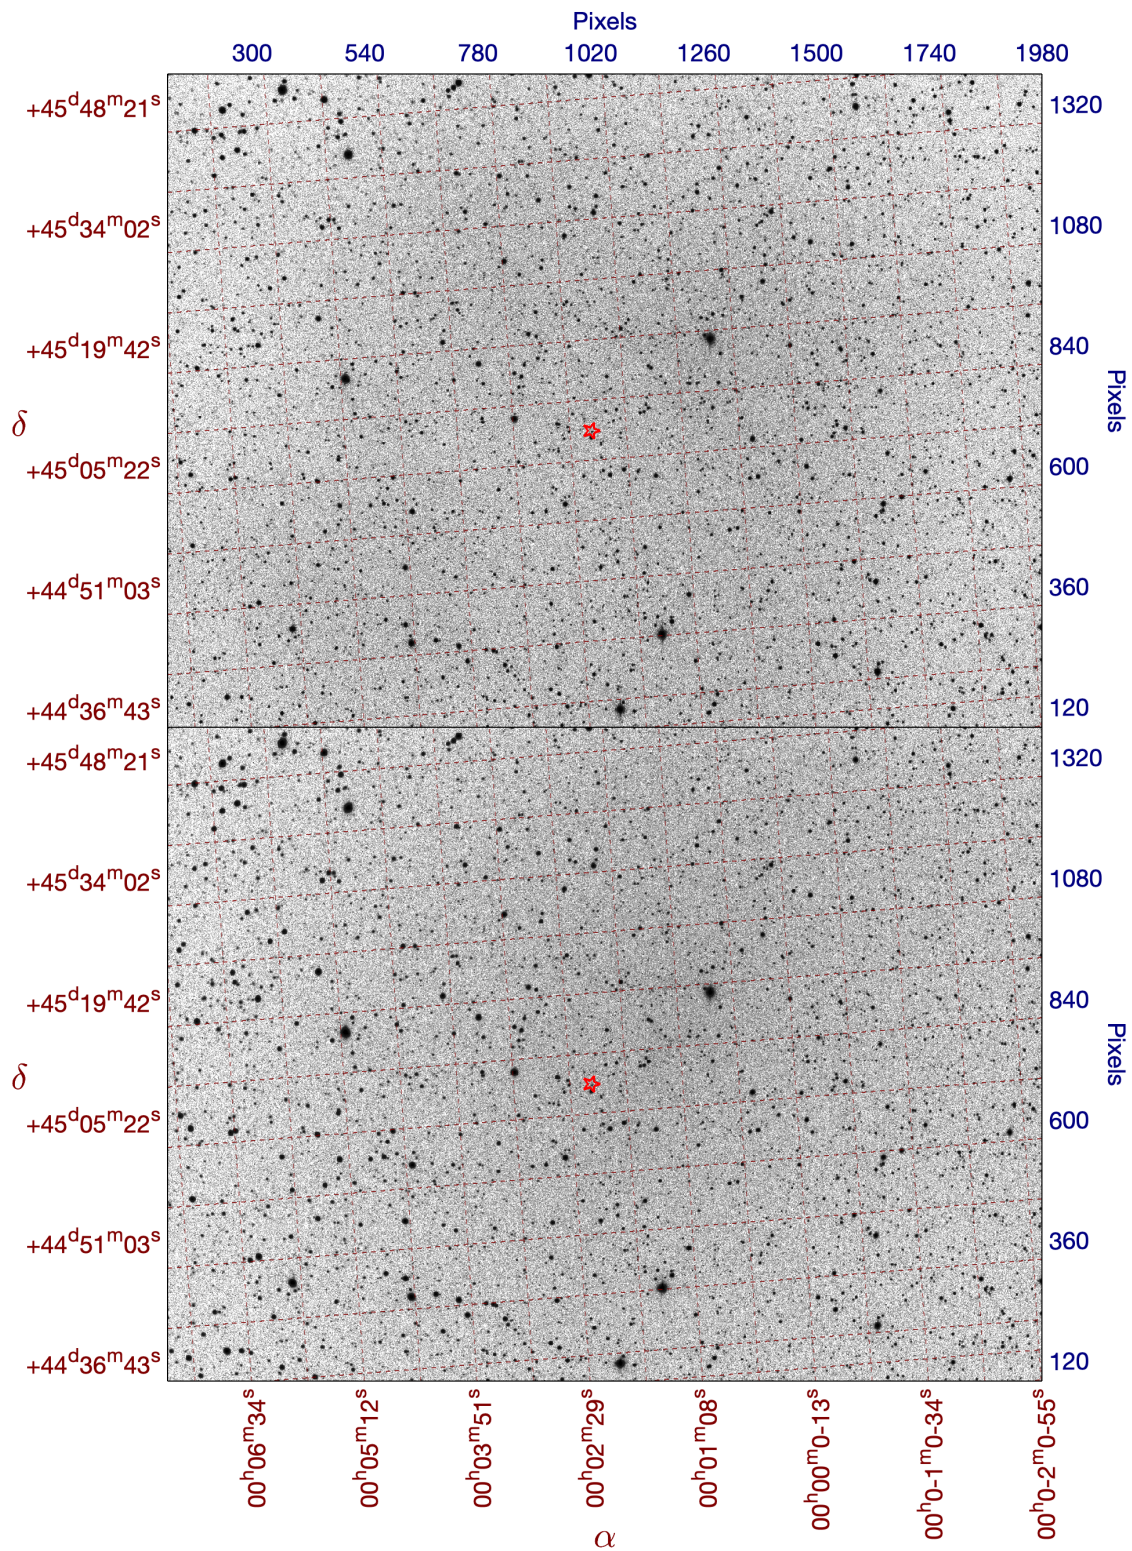 Pixels
300 540 780 1020 1260 1500 1740 1980
+45d48m21s 1320
+45d34m02s 1080
+45d19m42s 840
Pixels
δ
+45d05m22s 600
+44d51m03s 360
+44d36m43s 120
+45d48m21s 1320
+45d34m02s 1080
+45d19m42s 840
Pixels
δ
+45d05m22s 600
+44d51m03s 360
+44d36m43s 120
00h06m34s 00h05m12s 00h03m51s 00h02m29s 00h01m08s 00h00m0-13s 00h0-1m0-34s 00h0-2m0-55s
α